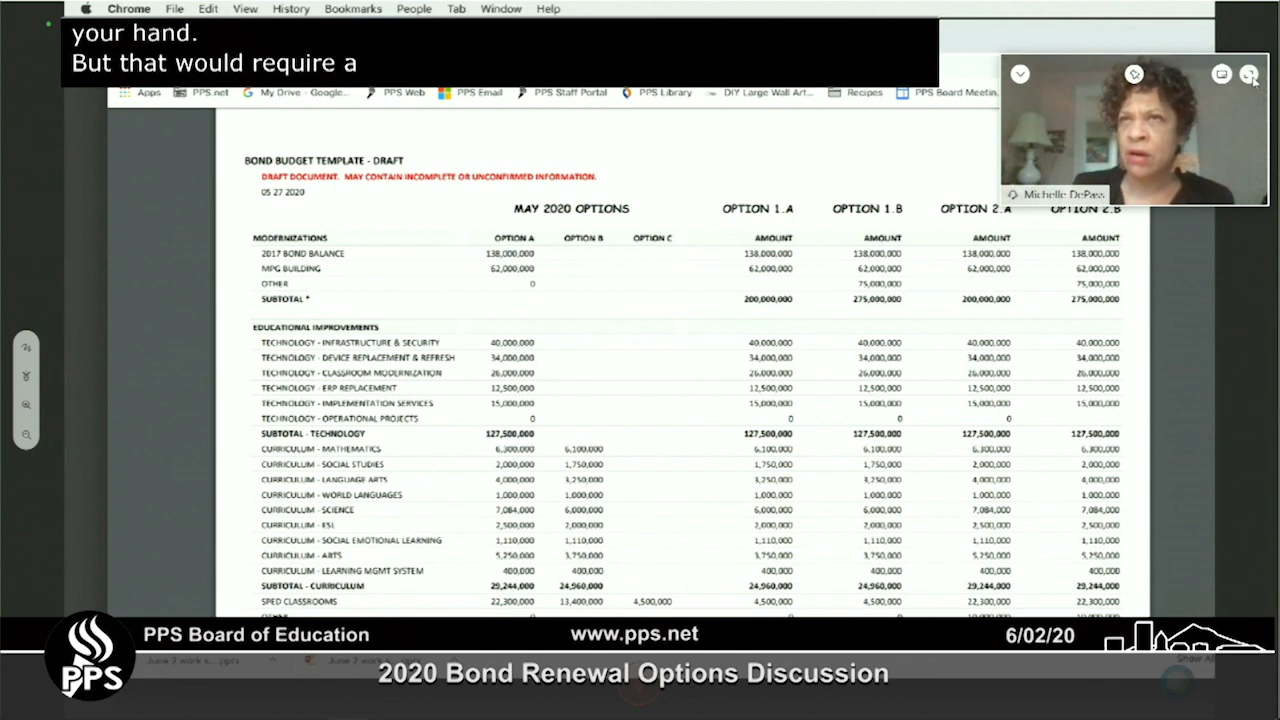 Chrome File Edit View History Bookmarks People Tab Window Help
your hand.
But that would require a
Apps PPS.net My Drive - Google... PPS Web PPS Email PPS Staff Portal PPS Library DIY Large Wall Art... Recipes PPS Board Meetin...
Michelle DePass
BOND BUDGET TEMPLATE - DRAFT
DRAFT DOCUMENT. MAY CONTAIN INCOMPLETE OR UNCONFIRMED INFORMATION.
05 27 2020
MAY 2020 OPTIONS OPTION 1.A OPTION 1.B OPTION 2.A OPTION 2.B
MODERNIZATIONS OPTION A OPTION B OPTION C AMOUNT AMOUNT AMOUNT AMOUNT
2017 BOND BALANCE 138,000,000 138,000,000 138,000,000 138,000,000 138,000,000
MPG BUILDING 62,000,000 62,000,000 62,000,000 62,000,000 62,000,000
OTHER 0 75,000,000 75,000,000
SUBTOTAL * 200,000,000 275,000,000 200,000,000 275,000,000
EDUCATIONAL IMPROVEMENTS
TECHNOLOGY - INFRASTRUCTURE & SECURITY 40,000,000 40,000,000 40,000,000 40,000,000 40,000,000
TECHNOLOGY - DEVICE REPLACEMENT & REFRESH 34,000,000 34,000,000 34,000,000 34,000,000 34,000,000
TECHNOLOGY - CLASSROOM MODERNIZATION 26,000,000 26,000,000 26,000,000 26,000,000 26,000,000
TECHNOLOGY - ERP REPLACEMENT 12,500,000 12,500,000 12,500,000 12,500,000 12,500,000
TECHNOLOGY - IMPLEMENTATION SERVICES 15,000,000 15,000,000 15,000,000 15,000,000 15,000,000
TECHNOLOGY - OPERATIONAL PROJECTS 0 0 0 0
SUBTOTAL - TECHNOLOGY 127,500,000 127,500,000 127,500,000 127,500,000 127,500,000
CURRICULUM - MATHEMATICS 6,300,000 6,100,000 6,100,000 6,100,000 6,300,000 6,300,000
CURRICULUM - SOCIAL STUDIES 2,000,000 1,750,000 1,750,000 1,750,000 2,000,000 2,000,000
CURRICULUM - LANGUAGE ARTS 4,000,000 3,250,000 3,250,000 3,250,000 4,000,000 4,000,000
CURRICULUM - WORLD LANGUAGES 1,000,000 1,000,000 1,000,000 1,000,000 1,000,000 1,000,000
CURRICULUM - SCIENCE 7,084,000 6,000,000 6,000,000 6,000,000 7,084,000 7,084,000
CURRICULUM - ESL 2,500,000 2,000,000 2,000,000 2,000,000 2,500,000 2,500,000
CURRICULUM - SOCIAL EMOTIONAL LEARNING 1,110,000 1,110,000 1,110,000 1,110,000 1,110,000 1,110,000
CURRICULUM - ARTS 5,250,000 3,750,000 3,750,000 3,750,000 5,250,000 5,250,000
CURRICULUM - LEARNING MGMT SYSTEM 400,000 400,000 400,000 400,000 400,000 400,000
SUBTOTAL - CURRICULUM 29,244,000 24,960,000 24,960,000 24,960,000 29,244,000 29,244,000
SPED CLASSROOMS 22,300,000 13,400,000 4,500,000 4,500,000 4,500,000 22,300,000 22,300,000
PPS Board of Education www.pps.net 6/02/20
PPS
June 2 work s....pptx Show All
2020 Bond Renewal Options Discussion